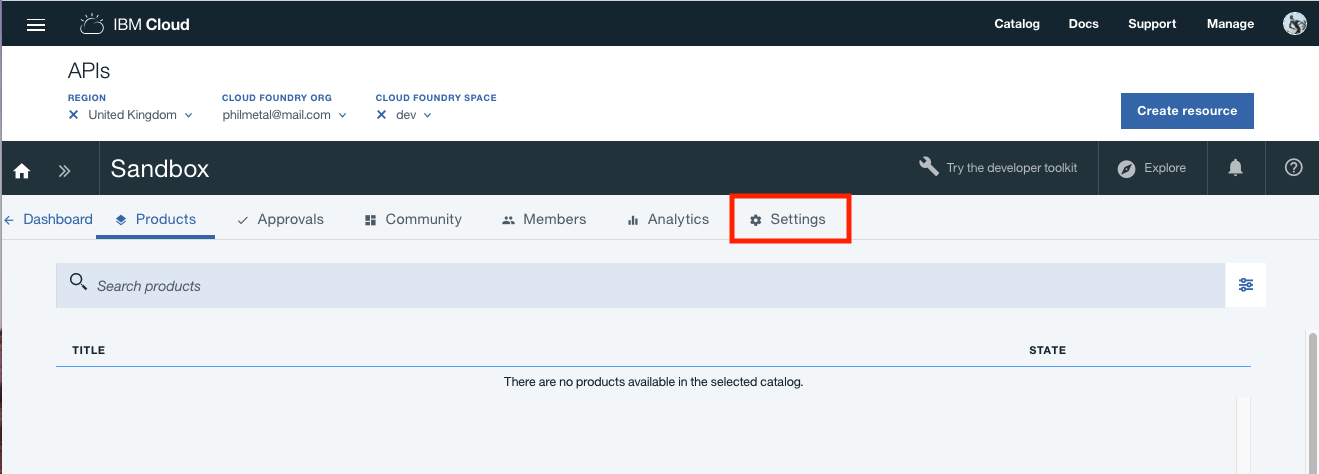 IBM Cloud Catalog Docs Support Manage
APIs
REGION CLOUD FOUNDRY ORG CLOUD FOUNDRY SPACE
United Kingdom philmetal@mail.com dev
Create resource
Sandbox Try the developer toolkit Explore
Dashboard Products Approvals Community Members Analytics Settings
Search products
TITLE STATE
There are no products available in the selected catalog.